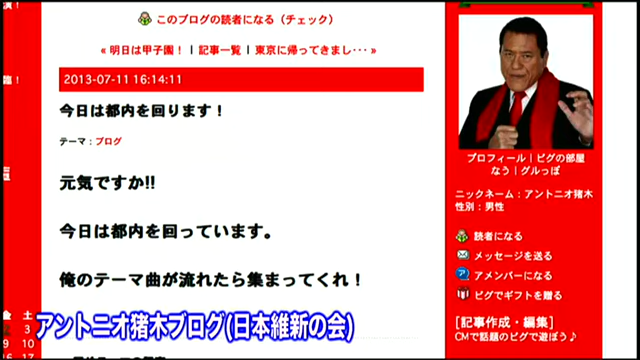 このブログの読者になる（チェック）
« 明日は甲子園！ | 記事一覧 | 東京に帰ってきまし･･･ »
2013-07-11 16:14:11
今日は都内を回ります！
テーマ：ブログ
元気ですか!!
今日は都内を回っています。
俺のテーマ曲が流れたら集まってくれ！
プロフィール | ピグの部屋
なう | グルっぽ
ニックネーム：アントニオ猪木
性別：男性
読者になる
メッセージを送る
アメンバーになる
ピグでギフトを贈る
[記事作成・編集]
CMで話題のピグで遊ぼう♪
金 土
2 3
9 10
16 17
アントニオ猪木ブログ(日本維新の会)